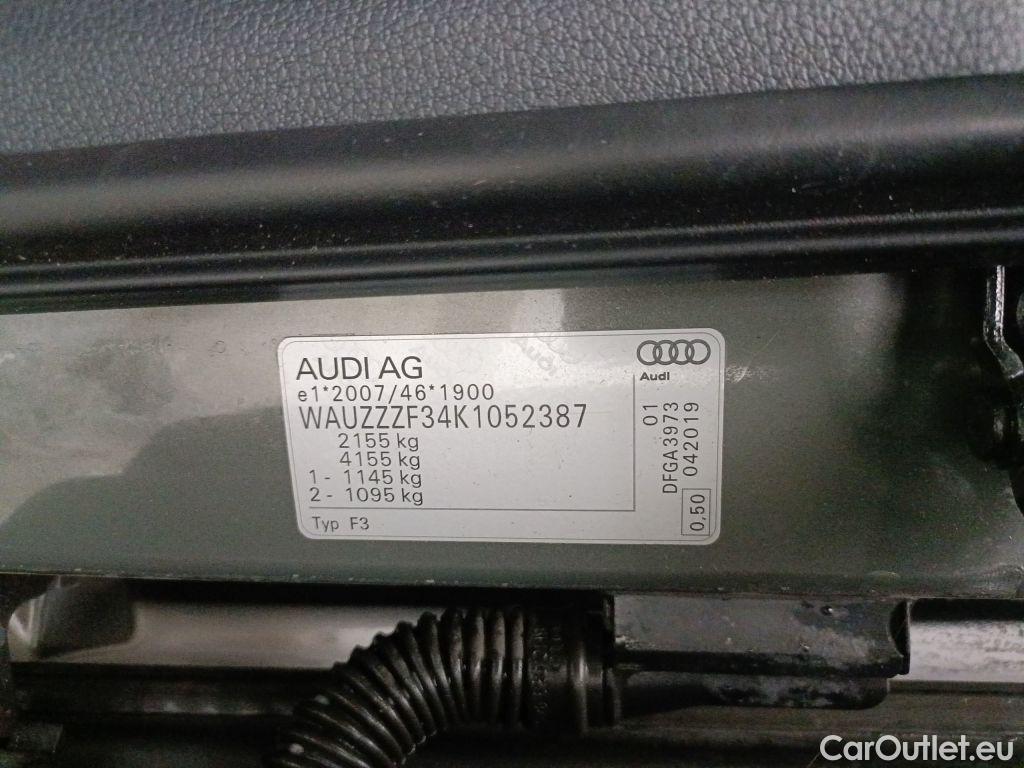 AUDI AG
e1*2007/46*1900
WAUZZZF34K1052387
2155 kg
4155 kg
1 - 1145 kg
2 - 1095 kg
Typ F3
Audi
01
DFGA3973
042019
0,50
CarOutlet.eu